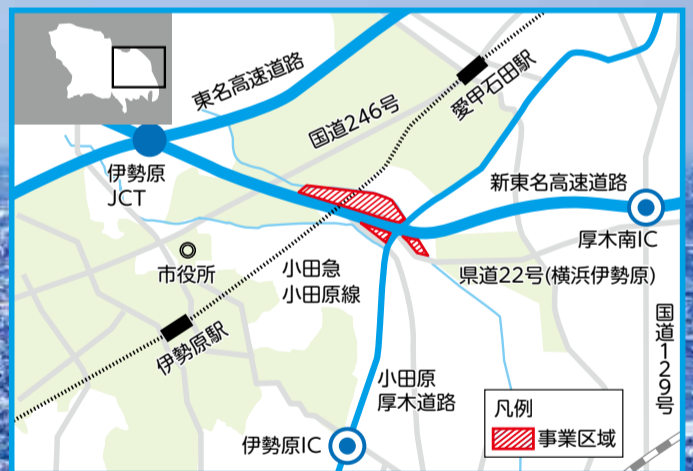 東名高速道路
国道246号
愛甲石田駅
伊勢原
JCT
新東名高速道路
厚木南IC
市役所
小田急
小田原線
県道22号(横浜伊勢原)
国道129号
伊勢原駅
小田原
厚木道路
伊勢原IC
凡例
事業区域